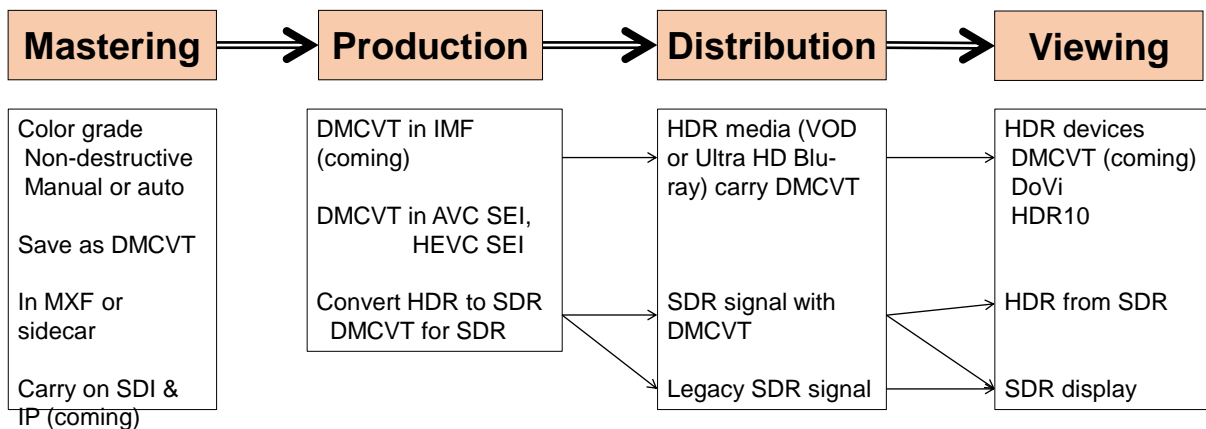 Mastering
Production
Distribution
Viewing
Color grade
Non-destructive
Manual or auto
Save as DMCVT
In MXF or
sidecar
Carry on SDI &
IP (coming)
DMCVT in IMF
(coming)
DMCVT in AVC SEI,
HEVC SEI
Convert HDR to SDR
DMCVT for SDR
HDR media (VOD
or Ultra HD Blu-
ray) carry DMCVT
SDR signal with
DMCVT
Legacy SDR signal
HDR devices
DMCVT (coming)
DoVi
HDR10
HDR from SDR
SDR display